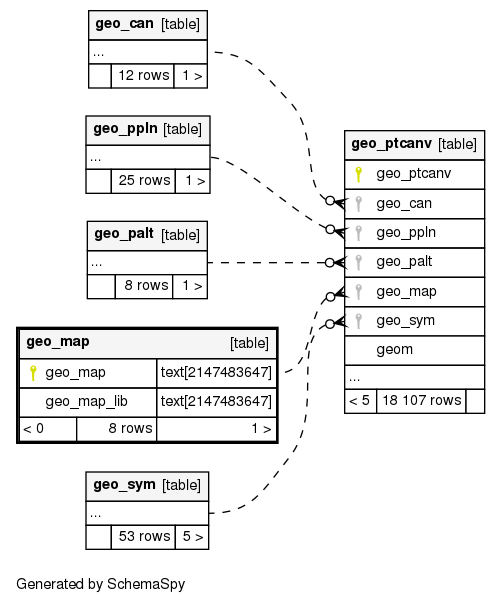 geo_can [table]
...
12 rows 1 >
geo_ppln [table]
...
25 rows 1 >
geo_palt [table]
...
8 rows 1 >
geo_map [table]
geo_map text[2147483647]
geo_map_lib text[2147483647]
< 0 8 rows 1 >
geo_sym [table]
...
53 rows 5 >
geo_ptcanv [table]
geo_ptcanv
geo_can
geo_ppln
geo_palt
geo_map
geo_sym
geom
...
< 5 18 107 rows
Generated by SchemaSpy